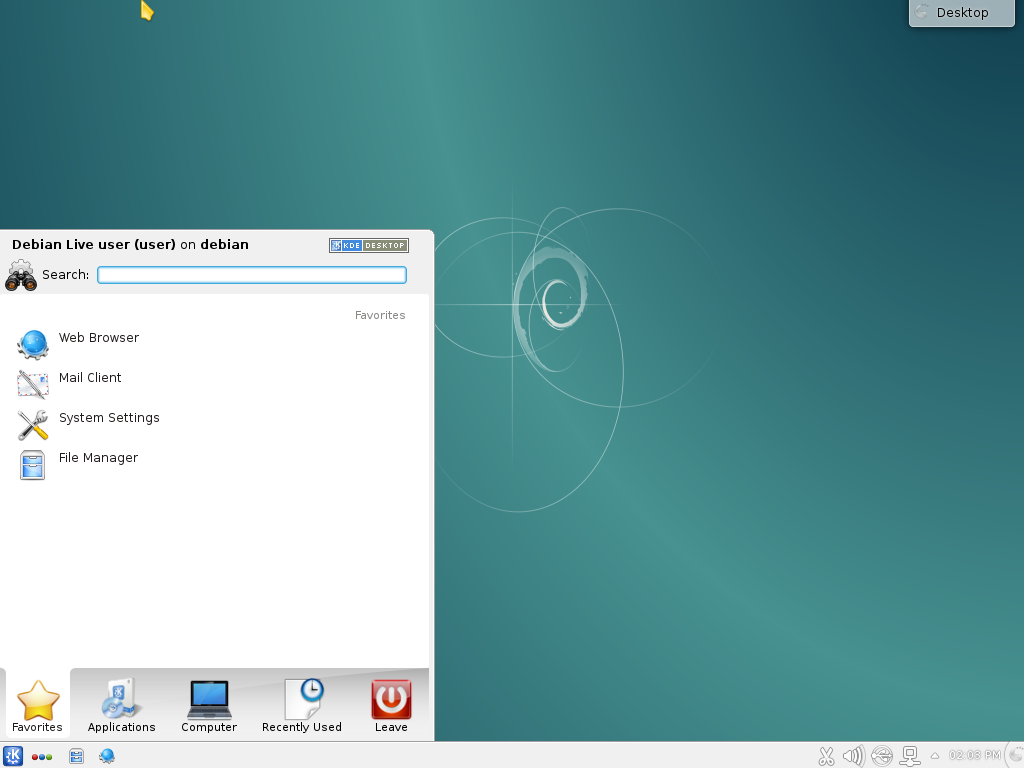 Desktop
Debian Live user (user) on debian
KDE DESKTOP
Search:
Favorites
Web Browser
Mail Client
System Settings
File Manager
Favorites
Applications
Computer
Recently Used
Leave
02:03 PM